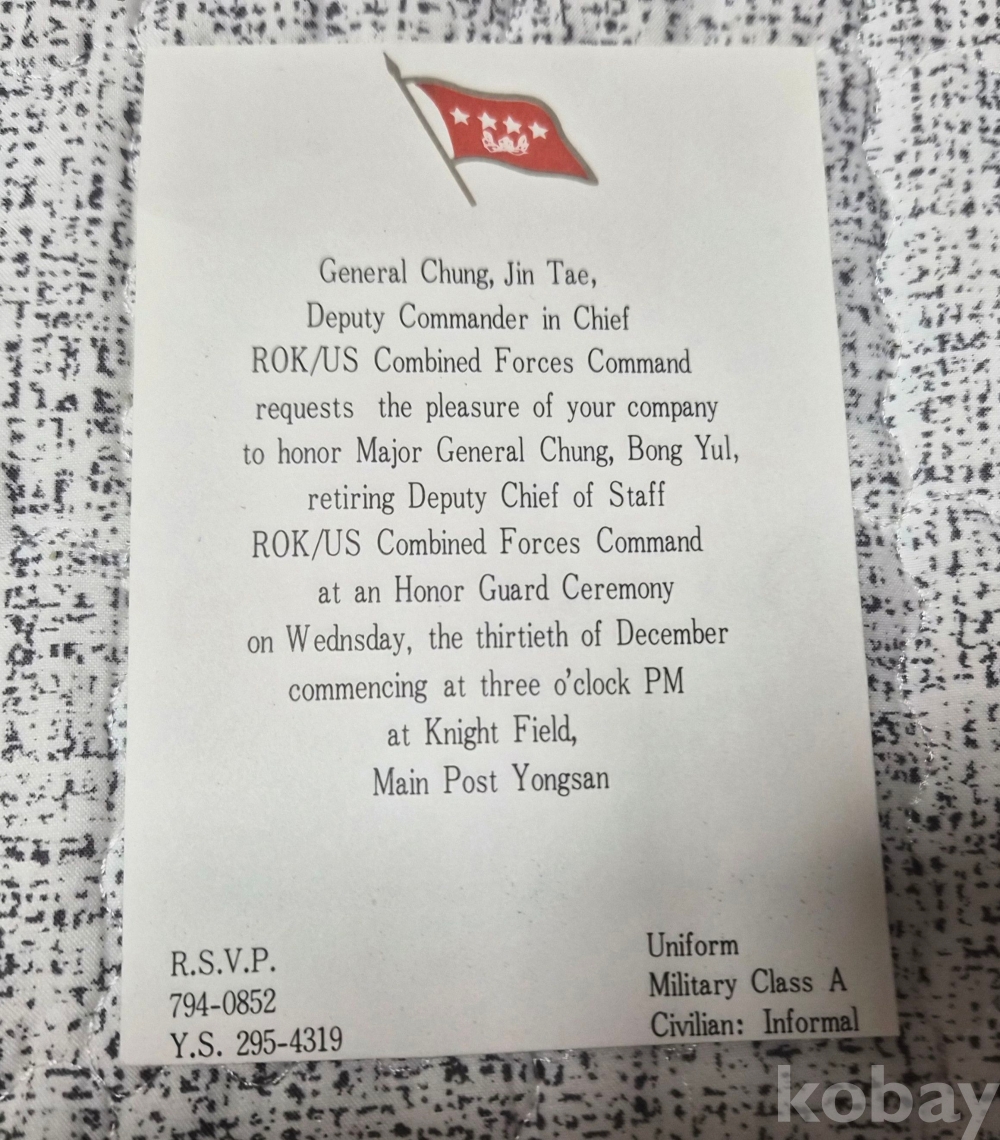 General Chung, Jin Tae,
Deputy Commander in Chief
ROK/US Combined Forces Command
requests the pleasure of your company
to honor Major General Chung, Bong Yul,
retiring Deputy Chief of Staff
ROK/US Combined Forces Command
at an Honor Guard Ceremony
on Wednsday, the thirtieth of December
commencing at three o'clock PM
at Knight Field,
Main Post Yongsan
R.S.V.P.
794-0852
Y.S. 295-4319
Uniform
Military Class A
Civilian: Informal
kobay